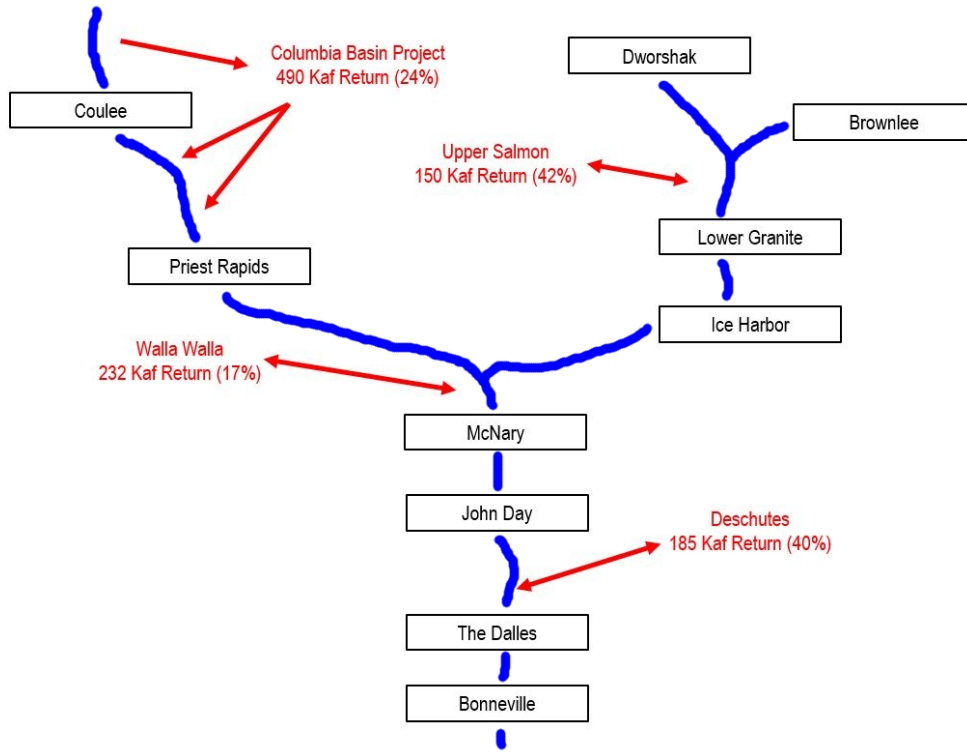 Columbia Basin Project
490 Kaf Return (24%)
Coulee
Dworshak
Brownlee
Upper Salmon
150 Kaf Return (42%)
Lower Granite
Priest Rapids
Ice Harbor
Walla Walla
232 Kaf Return (17%)
McNary
John Day
Deschutes
185 Kaf Return (40%)
The Dalles
Bonneville